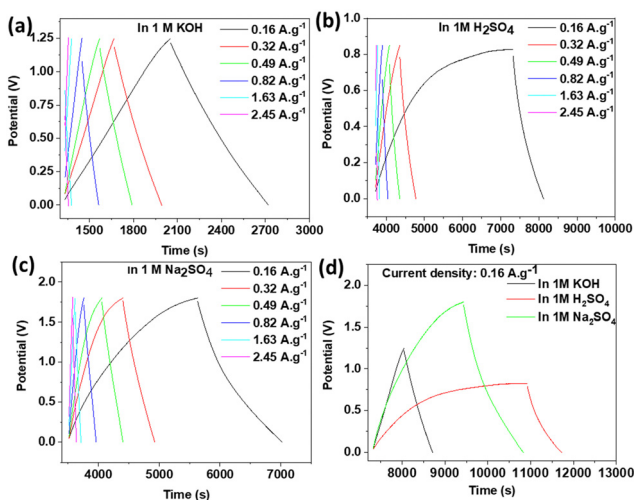 (a)
In 1 M KOH
0.16 A.g⁻¹
0.32 A.g⁻¹
0.49 A.g⁻¹
0.82 A.g⁻¹
1.63 A.g⁻¹
2.45 A.g⁻¹
Potential (V)
1.25
1.00
0.75
0.50
0.25
0.00
1500 1800 2100 2400 2700 3000
Time (s)
(b)
In 1M H₂SO₄
0.16 A.g⁻¹
0.32 A.g⁻¹
0.49 A.g⁻¹
0.82 A.g⁻¹
1.63 A.g⁻¹
2.45 A.g⁻¹
Potential (V)
1.0
0.8
0.6
0.4
0.2
0.0
4000 5000 6000 7000 8000 9000 10000
Time (s)
(c)
In 1 M Na₂SO₄
0.16 A.g⁻¹
0.32 A.g⁻¹
0.49 A.g⁻¹
0.82 A.g⁻¹
1.63 A.g⁻¹
2.45 A.g⁻¹
Potential (V)
2.0
1.5
1.0
0.5
0.0
4000 5000 6000 7000
Time (s)
(d)
Current density: 0.16 A.g⁻¹
In 1M KOH
In 1M H₂SO₄
In 1M Na₂SO₄
Potential (V)
2.0
1.5
1.0
0.5
0.0
8000 9000 10000 11000 12000 13000
Time (s)